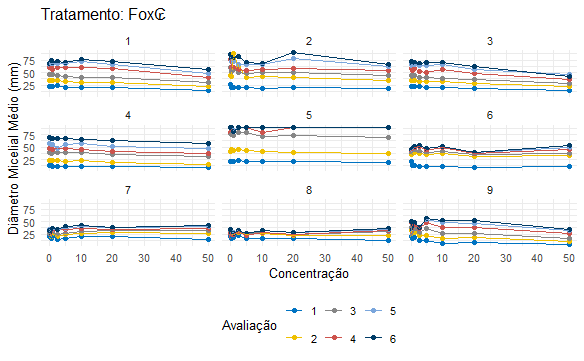 Tratamento: Fox₢
1 2 3
75
50
25
4 5 6
75
50
25
7 8 9
75
50
25
0 10 20 30 40 50 0 10 20 30 40 50 0 10 20 30 40 50
Diâmetro Micelial Médio (mm)
Concentração
Avaliação
1 3 5
2 4 6